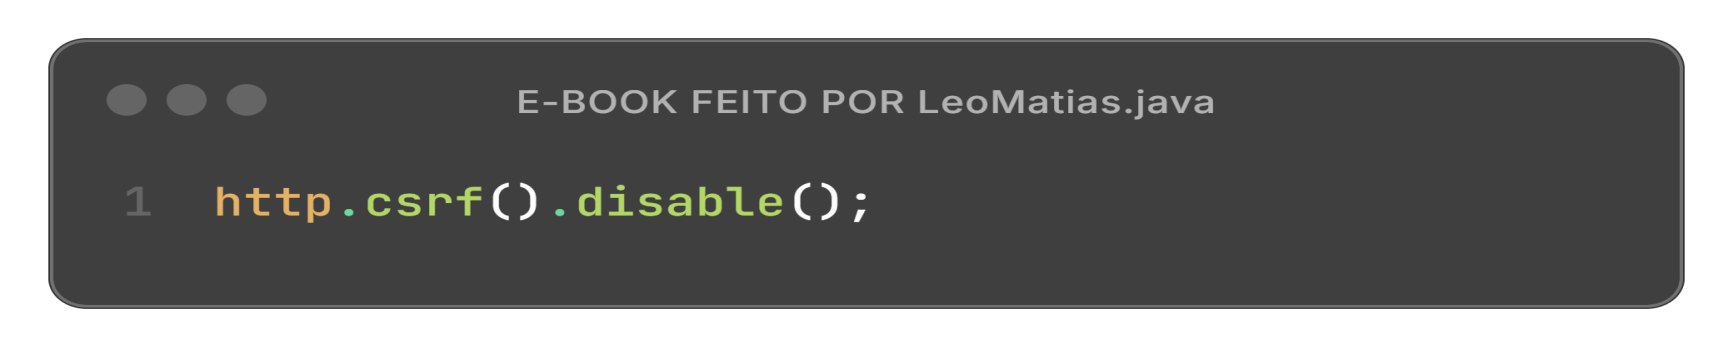 E-BOOK FEITO POR LeoMatias.java
1 http.csrf().disable();